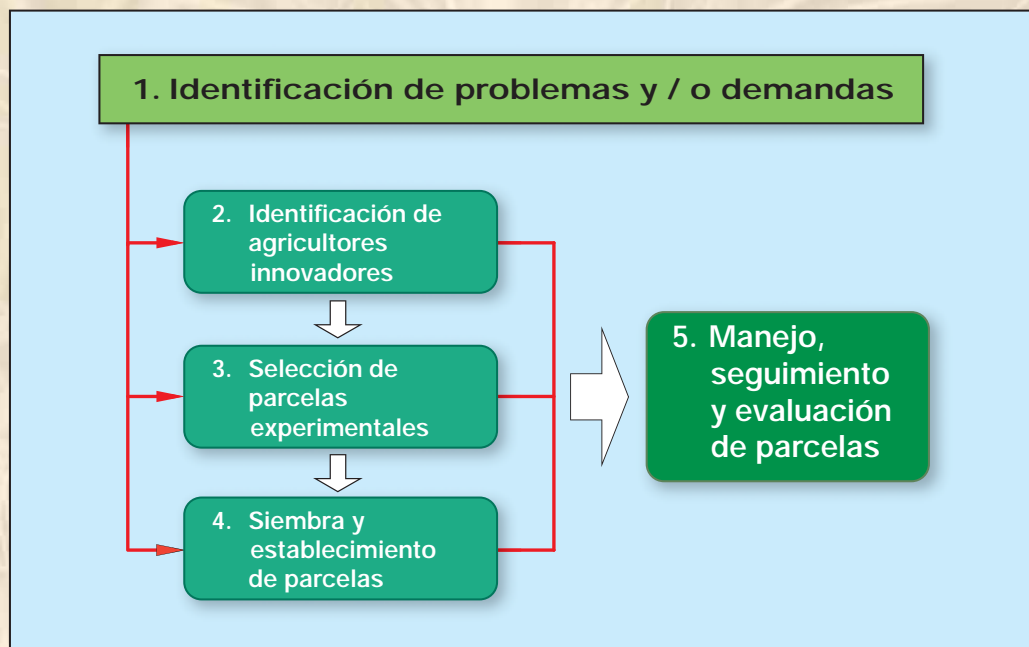 1. Identificación de problemas y / o demandas
2. Identificación de
agricultores
innovadores
3. Selección de
parcelas
experimentales
4. Siembra y
establecimiento
de parcelas
5. Manejo,
seguimiento
y evaluación
de parcelas